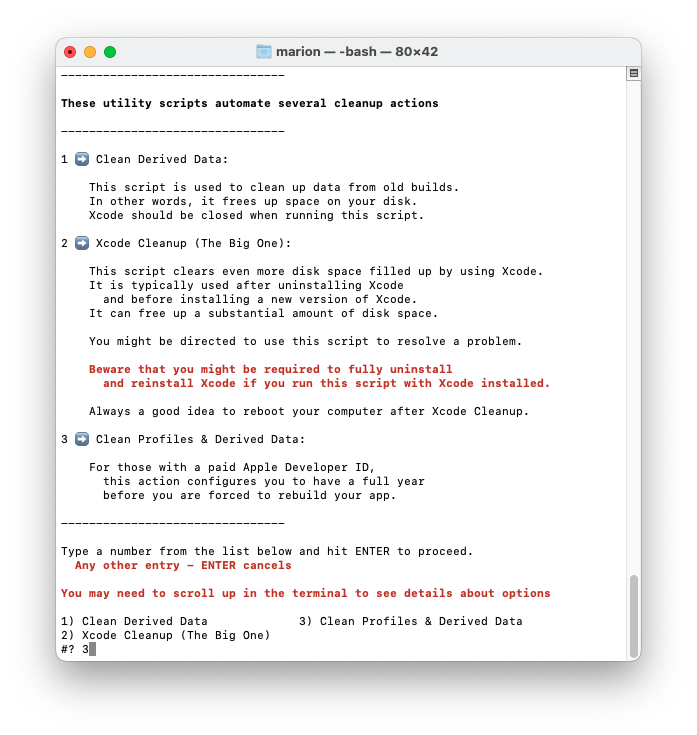 marion — -bash — 80×42
––––––––––––––––––––––––––––––––
These utility scripts automate several cleanup actions
––––––––––––––––––––––––––––––––
1 ➡️ Clean Derived Data:
This script is used to clean up data from old builds.
In other words, it frees up space on your disk.
Xcode should be closed when running this script.
2 ➡️ Xcode Cleanup (The Big One):
This script clears even more disk space filled up by using Xcode.
It is typically used after uninstalling Xcode
and before installing a new version of Xcode.
It can free up a substantial amount of disk space.
You might be directed to use this script to resolve a problem.
Beware that you might be required to fully uninstall
and reinstall Xcode if you run this script with Xcode installed.
Always a good idea to reboot your computer after Xcode Cleanup.
3 ➡️ Clean Profiles & Derived Data:
For those with a paid Apple Developer ID,
this action configures you to have a full year
before you are forced to rebuild your app.
––––––––––––––––––––––––––––––––
Type a number from the list below and hit ENTER to proceed.
Any other entry – ENTER cancels
You may need to scroll up in the terminal to see details about options
1) Clean Derived Data 3) Clean Profiles & Derived Data
2) Xcode Cleanup (The Big One)
#? 3